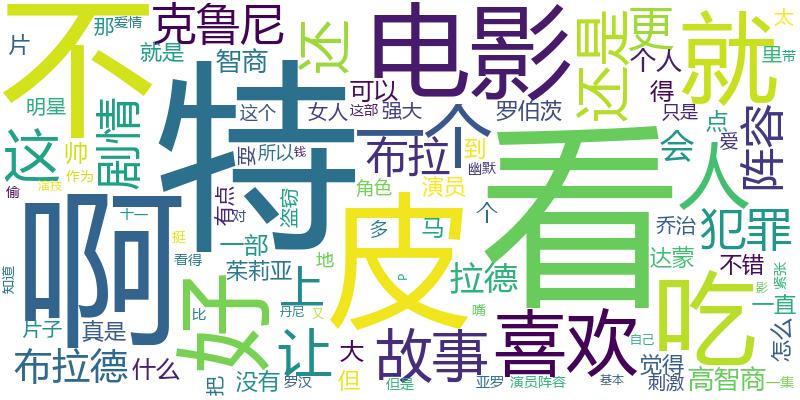 不
特
看
啊
皮
电影
就
好
吃
人
一个
喜欢
故事
还
还是
更
这
剧情
克鲁尼
智商
可以
女人
这部
强大
罗伯茨
个人
得
只是
里
带
太
片
那
爱情
就是
明星
帅
作为
偷
演技
十一
这个
耍
所以
钱
有点
对
盗窃
布拉
到
幽默
角色
演员
会
点
爱
阵容
犯罪
乔治
不错
达蒙
紧张
影
一直
怎么
一部
茱莉亚
地
多
马
个
P
拉德
嘴
自己
知道
挺
看得
比
上
丹尼
又
让
片子
真是
布拉德
什么
把
没有
罗汉
大
但
但是
亚罗
演员阵容
基本
觉得
刺激
高智商
一集